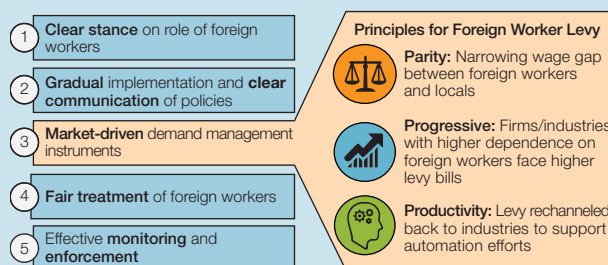 1
Clear stance on role of foreign
workers
2
Gradual implementation and clear
communication of policies
3
Market-driven demand management
instruments
4
Fair treatment of foreign workers
5
Effective monitoring and
enforcement
Principles for Foreign Worker Levy
Parity: Narrowing wage gap
between foreign workers
and locals
Progressive: Firms/industries
with higher dependence on
foreign workers face higher
levy bills
Productivity: Levy rechanneled
back to industries to support
automation efforts